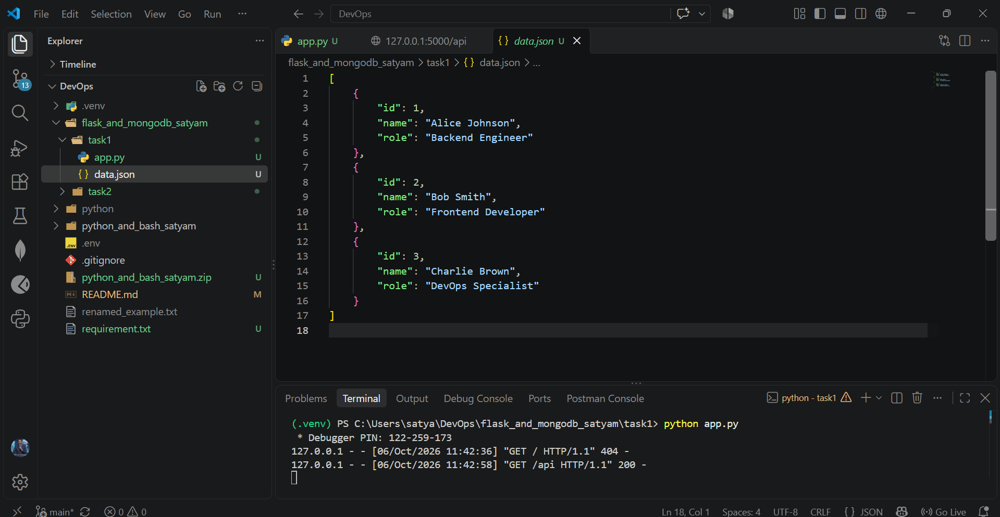 File Edit Selection View Go Run ...
DevOps
Explorer
Timeline
DevOps
.venv
flask_and_mongodb_satyam
task1
app.py U
data.json U
task2
python
python_and_bash_satyam
.ENV .env
.gitignore
python_and_bash_satyam.zip U
README.md M
renamed_example.txt
requirement.txt U
13
app.py U
127.0.0.1:5000/api
{} data.json U
flask_and_mongodb_satyam > task1 > {} data.json > ...
1 [
2 {
3 "id": 1,
4 "name": "Alice Johnson",
5 "role": "Backend Engineer"
6 },
7 {
8 "id": 2,
9 "name": "Bob Smith",
10 "role": "Frontend Developer"
11 },
12 {
13 "id": 3,
14 "name": "Charlie Brown",
15 "role": "DevOps Specialist"
16 }
17 ]
18
Problems Terminal Output Debug Console Ports Postman Console
python - task1
(.venv) PS C:\Users\satya\DevOps\flask_and_mongodb_satyam\task1> python app.py
* Debugger PIN: 122-259-173
127.0.0.1 - - [06/Oct/2026 11:42:36] "GET / HTTP/1.1" 404 -
127.0.0.1 - - [06/Oct/2026 11:42:58] "GET /api HTTP/1.1" 200 -
main* 0 0
Ln 18, Col 1 Spaces: 4 UTF-8 CRLF {} JSON Go Live